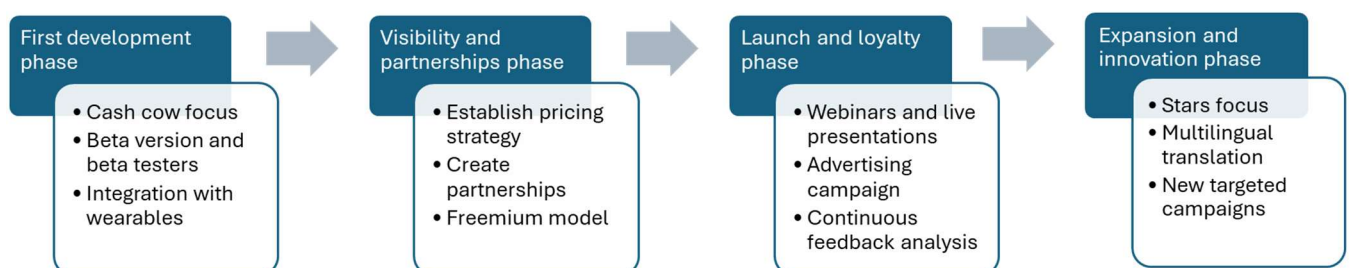 First development
phase
• Cash cow focus
• Beta version and
beta testers
• Integration with
wearables
Visibility and
partnerships phase
• Establish pricing
strategy
• Create
partnerships
• Freemium model
Launch and loyalty
phase
• Webinars and live
presentations
• Advertising
campaign
• Continuous
feedback analysis
Expansion and
innovation phase
• Stars focus
• Multilingual
translation
• New targeted
campaigns